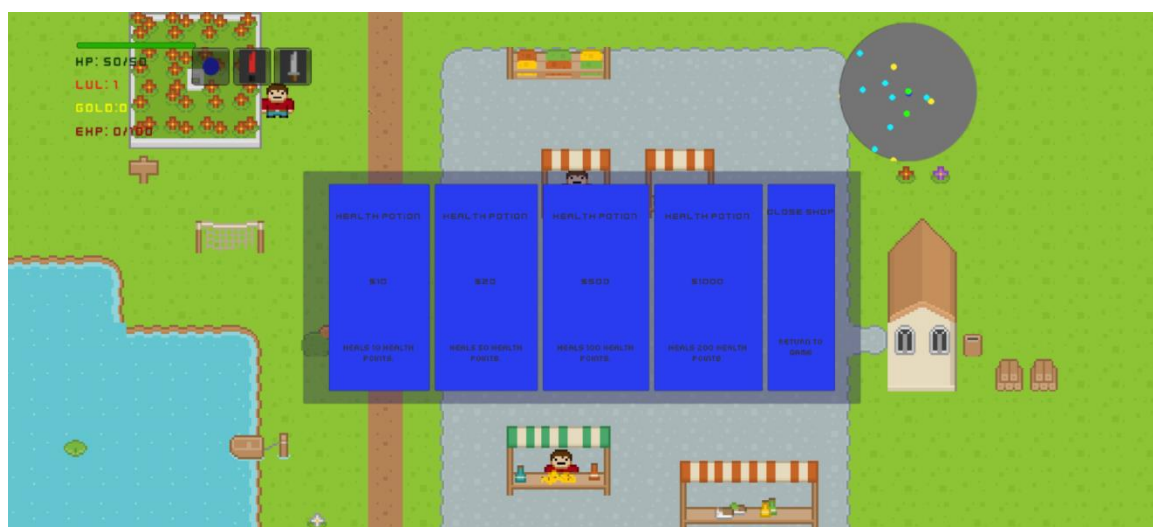 HP: 50/50
LVL: 1
GOLD:0
EXP: 0/100
HEALTH POTION
$10
HEALS 10 HEALTH
POINTS.
HEALTH POTION
$20
HEALS 50 HEALTH
POINTS.
HEALTH POTION
$500
HEALS 100 HEALTH
POINTS.
HEALTH POTION
$1000
HEALS 200 HEALTH
POINTS
CLOSE SHOP
RETURN TO
GAME